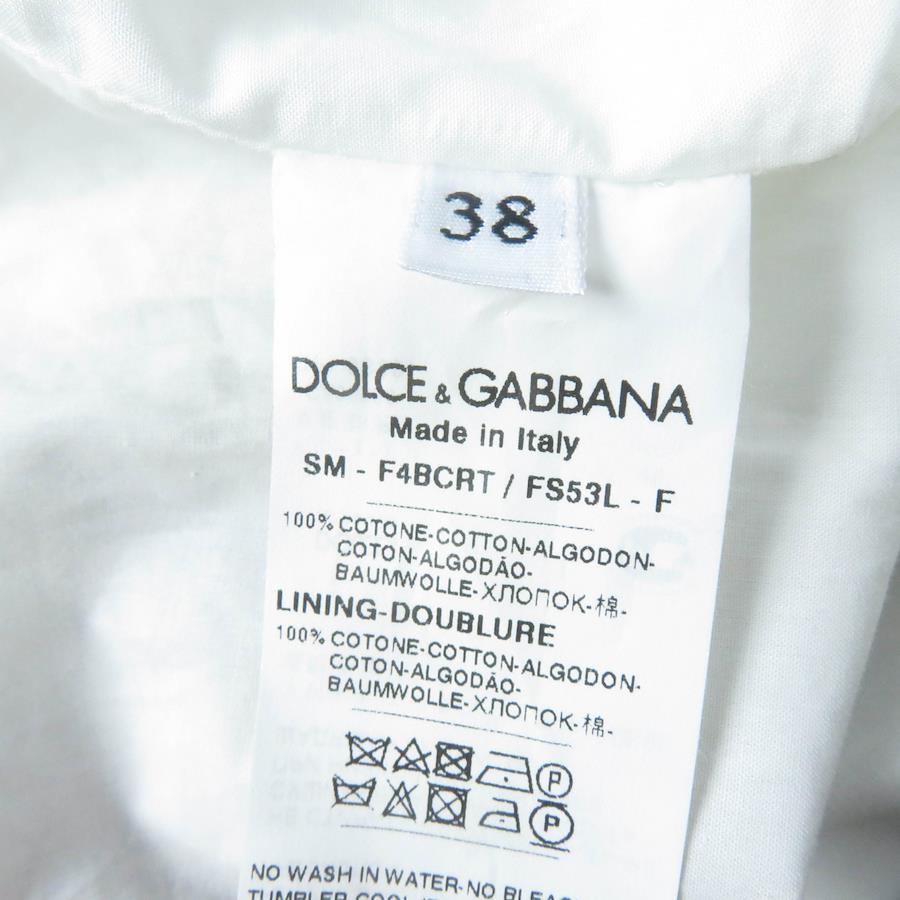 38
DOLCE & GABBANA
Made in Italy
SM - F4BCRT / FS53L - F
100% COTONE-COTTON-ALGODON-
COTON-ALGODÃO-
BAUMWOLLE-ХЛОПОК-棉-
LINING-DOUBLURE
100% COTONE-COTTON-ALGODON-
COTON-ALGODÃO-
BAUMWOLLE-ХЛОПОК-棉-
P
P
NO WASH IN WATER-NO
TUMBLER